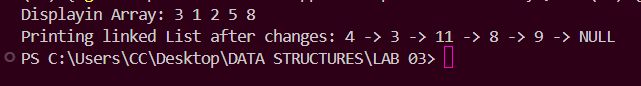 Displayin Array: 3 1 2 5 8
Printing linked List after changes: 4 -> 3 -> 11 -> 8 -> 9 -> NULL
PS C:\Users\CC\Desktop\DATA STRUCTURES\LAB 03>